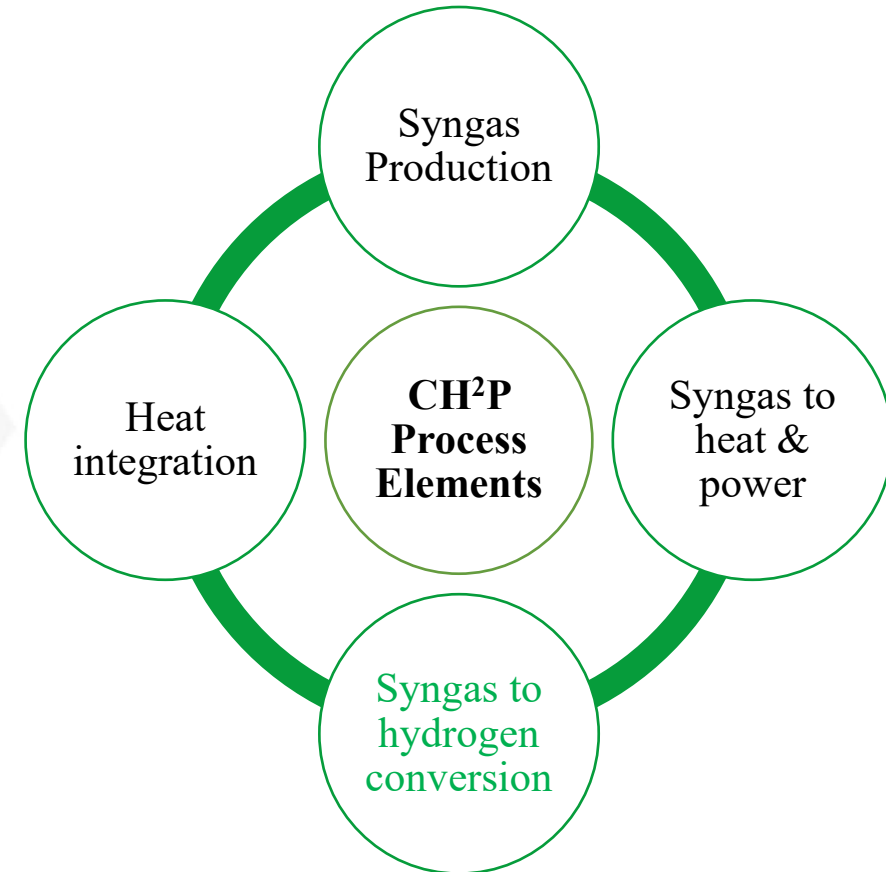 Syngas
Production
Heat
integration
CH²P
Process
Elements
Syngas to
heat &
power
Syngas to
hydrogen
conversion